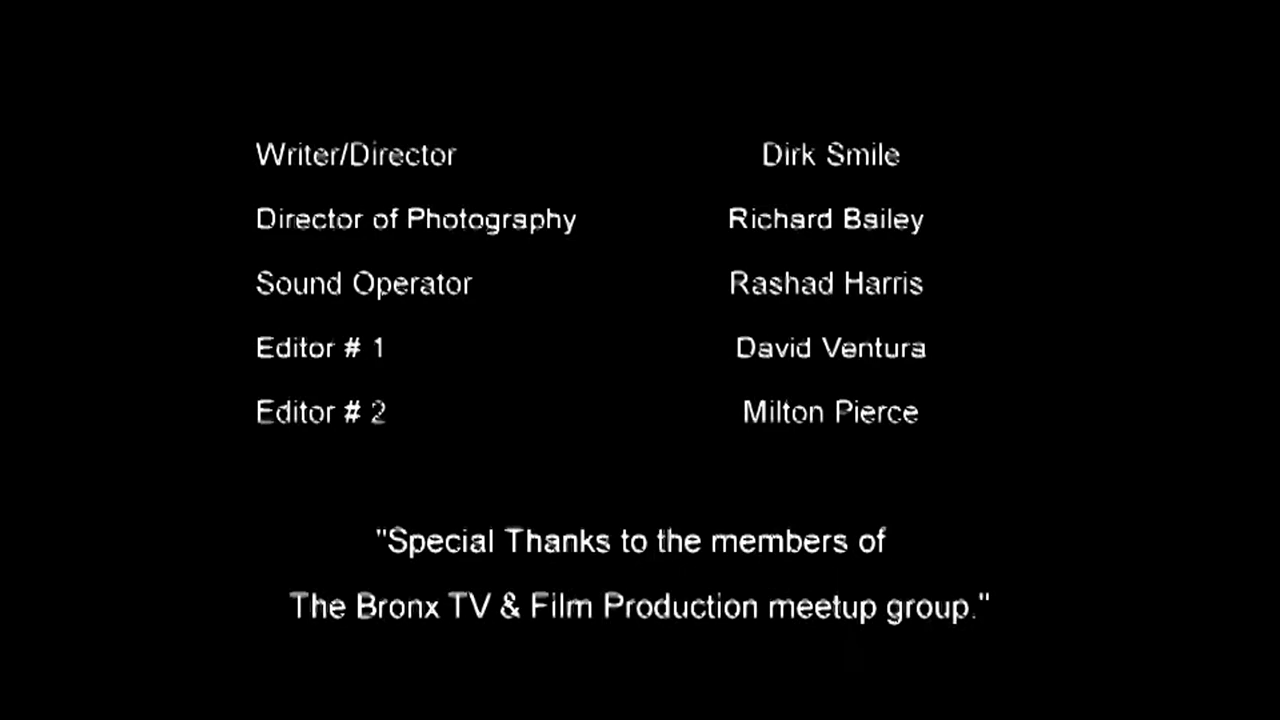 Writer/Director Dirk Smile
Director of Photography Richard Bailey
Sound Operator Rashad Harris
Editor # 1 David Ventura
Editor # 2 Milton Pierce
"Special Thanks to the members of
The Bronx TV & Film Production meetup group."